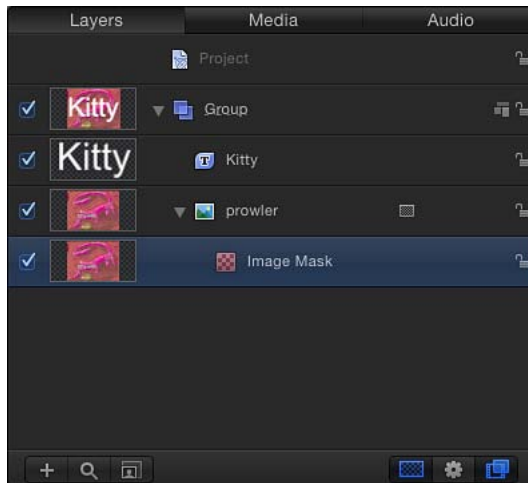 Layers Media Audio
Project
Kitty Group
Kitty T Kitty
prowler
Image Mask